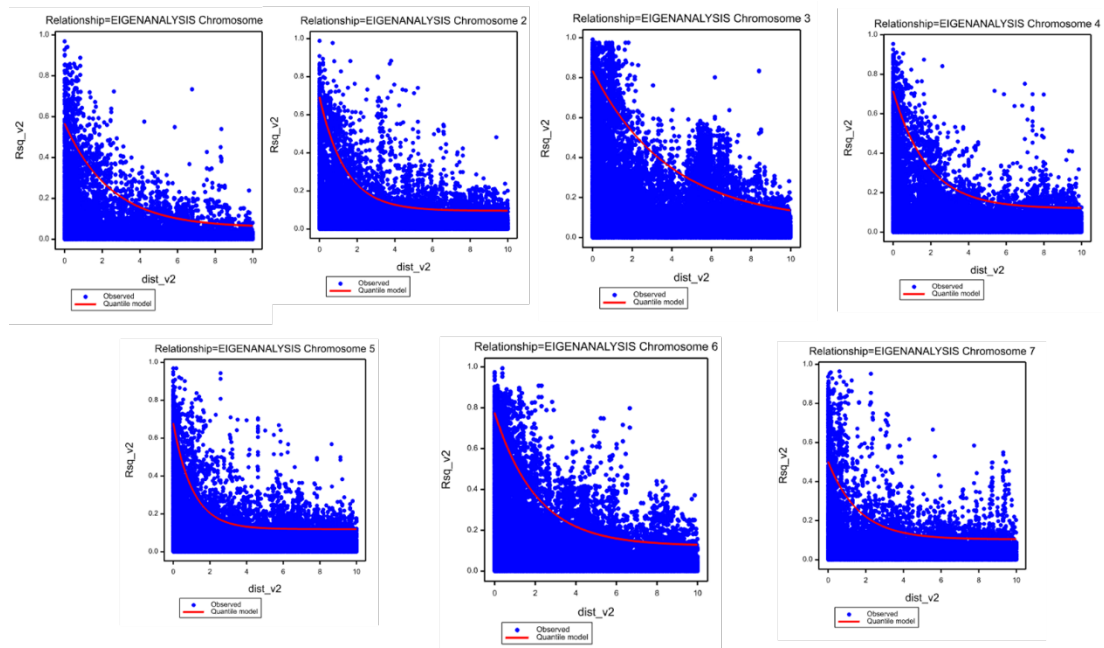 Relationship=EIGENANALYSIS Chromosome
1.0
0.8
0.6
0.4
0.2
0.0
Rsq_v2
0 2 4 6 8 10
dist_v2
Observed
Quantile model
Relationship=EIGENANALYSIS Chromosome 2
1.0
0.8
0.6
0.4
0.2
0.0
Rsq_v2
0 2 4 6 8 10
dist_v2
Observed
Quantile model
Relationship=EIGENANALYSIS Chromosome 3
1.0
0.8
0.6
0.4
0.2
0.0
Rsq_v2
0 2 4 6 8 10
dist_v2
Observed
Quantile model
Relationship=EIGENANALYSIS Chromosome 4
1.0
0.8
0.6
0.4
0.2
0.0
Rsq_v2
0 2 4 6 8 10
dist_v2
Observed
Quantile model
Relationship=EIGENANALYSIS Chromosome 5
1.0
0.8
0.6
0.4
0.2
0.0
Rsq_v2
0 2 4 6 8 10
dist_v2
Observed
Quantile model
Relationship=EIGENANALYSIS Chromosome 6
1.0
0.8
0.6
0.4
0.2
0.0
Rsq_v2
0 2 4 6 8 10
dist_v2
Observed
Quantile model
Relationship=EIGENANALYSIS Chromosome 7
1.0
0.8
0.6
0.4
0.2
0.0
Rsq_v2
0 2 4 6 8 10
dist_v2
Observed
Quantile model